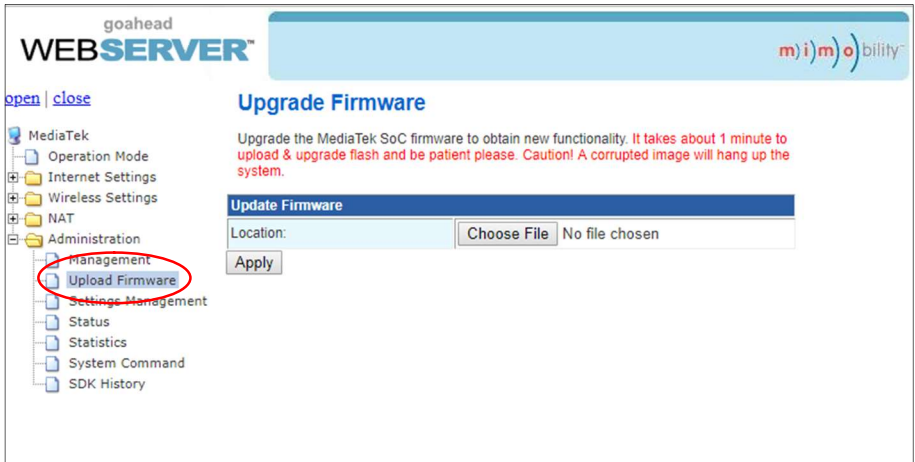 goahead
WEBSERVER™
m)i)m)o)bility™
open | close
Upgrade Firmware
MediaTek
Operation Mode
Internet Settings
Wireless Settings
NAT
Administration
Management
Upload Firmware
Settings Management
Status
Statistics
System Command
SDK History
Upgrade the MediaTek SoC firmware to obtain new functionality. It takes about 1 minute to
upload & upgrade flash and be patient please. Caution! A corrupted image will hang up the
system.
Update Firmware
Location: Choose File No file chosen
Apply